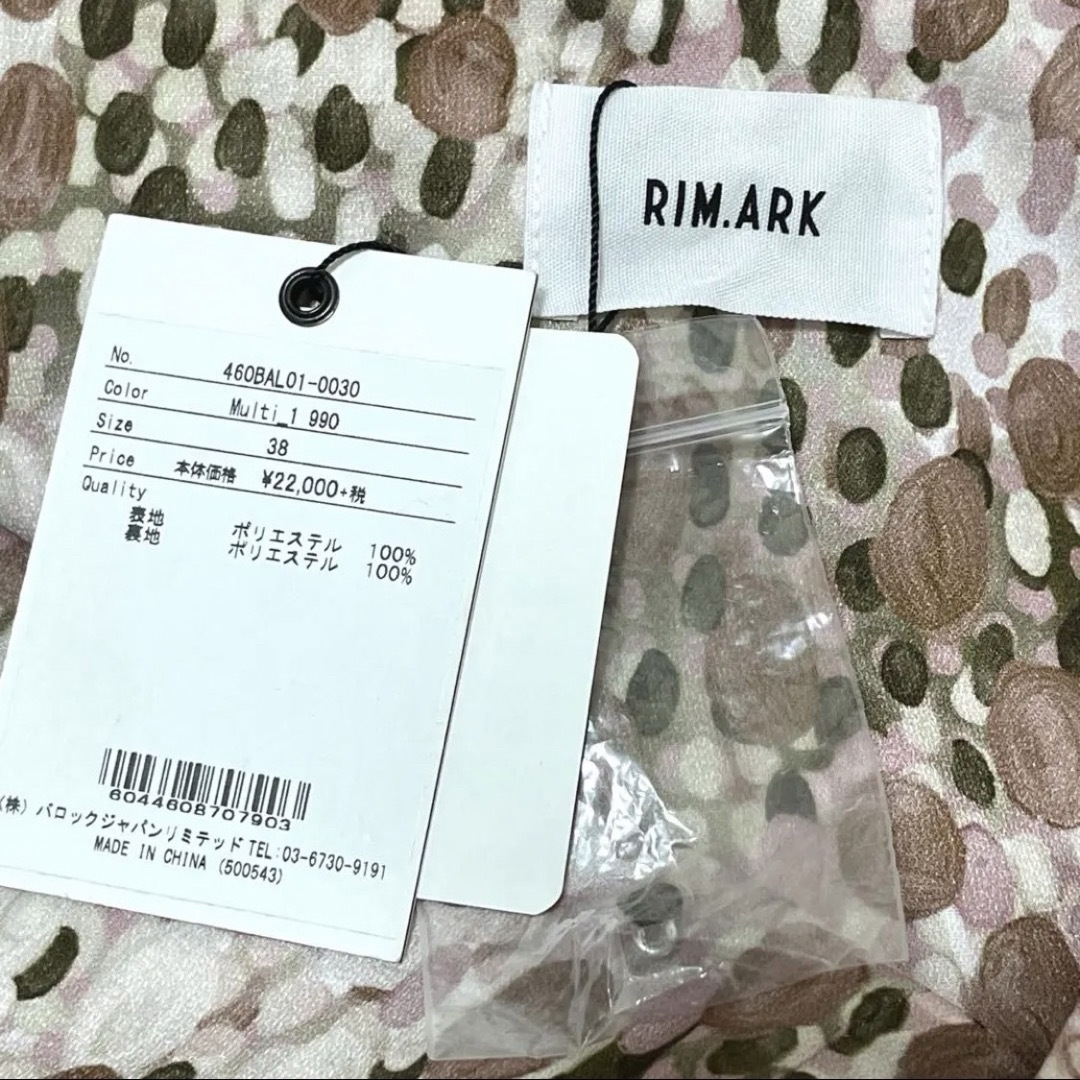 RIM.ARK
No. 460BAL01-0030
Color Multi_1 990
Size 38
Price 本体価格 ¥22,000+税
Quality
表地 ポリエステル 100%
裏地 ポリエステル 100%
6044608707903
(株) バロックジャパンリミテッド TEL:03-6730-9191
MADE IN CHINA (500543)